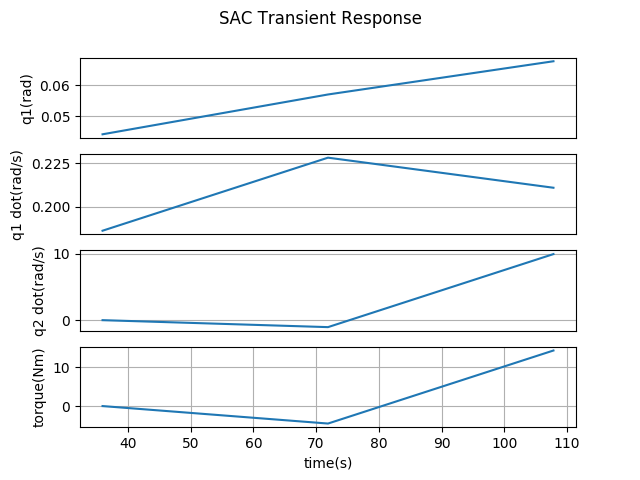 SAC Transient Response
q1(rad)
0.06
0.05
q1 dot(rad/s)
0.225
0.200
q2 dot(rad/s)
10
0
torque(Nm)
10
0
40 50 60 70 80 90 100 110
time(s)